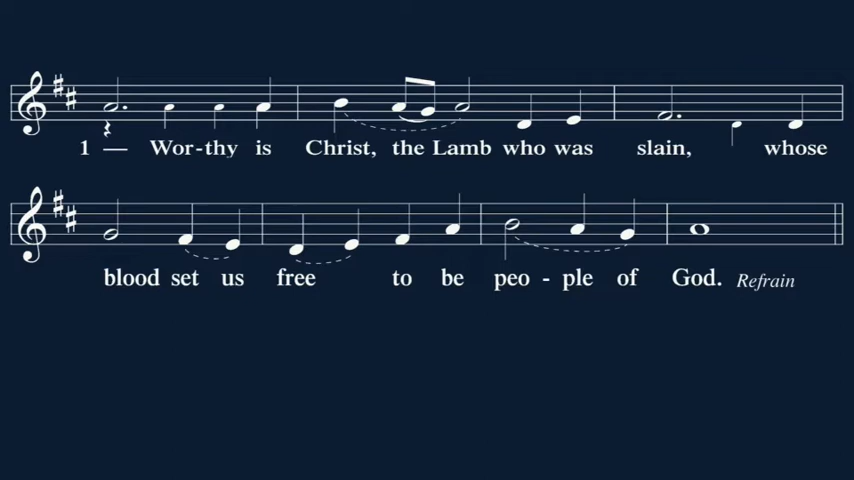 1 — Wor-thy is Christ, the Lamb who was slain, whose
blood set us free to be peo - ple of God. Refrain